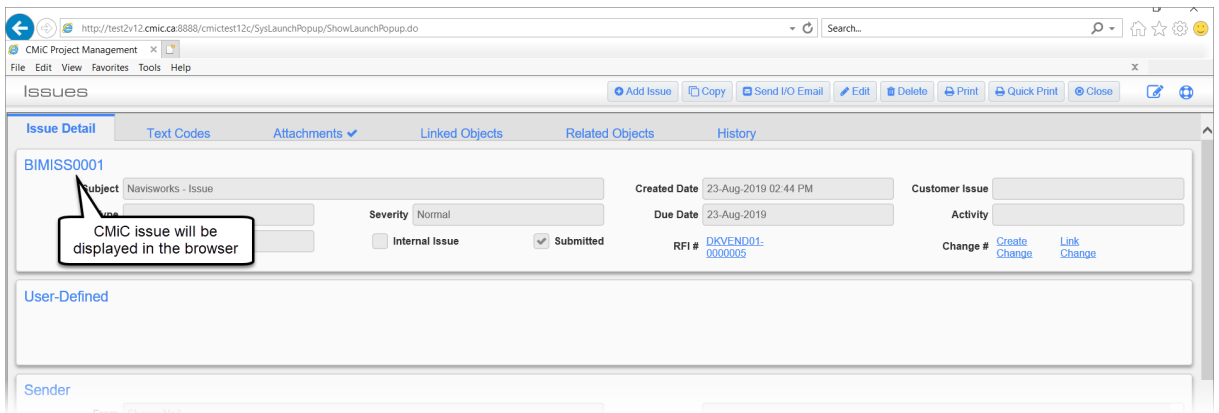 http://test2v12.cmic.ca:8888/cmictest12c/SysLaunchPopup/ShowLaunchPopup.do Search...
CMiC Project Management
File Edit View Favorites Tools Help x
Issues Add Issue Copy Send I/O Email Edit Delete Print Quick Print Close
Issue Detail Text Codes Attachments Linked Objects Related Objects History
BIMISS0001
Subject Navisworks - Issue Created Date 23-Aug-2019 02:44 PM Customer Issue
Severity Normal Due Date 23-Aug-2019 Activity
CMiC issue will be
displayed in the browser
Internal Issue Submitted RFI # DKVEND01-
0000005 Change # Create
Change Link
Change
User-Defined
Sender